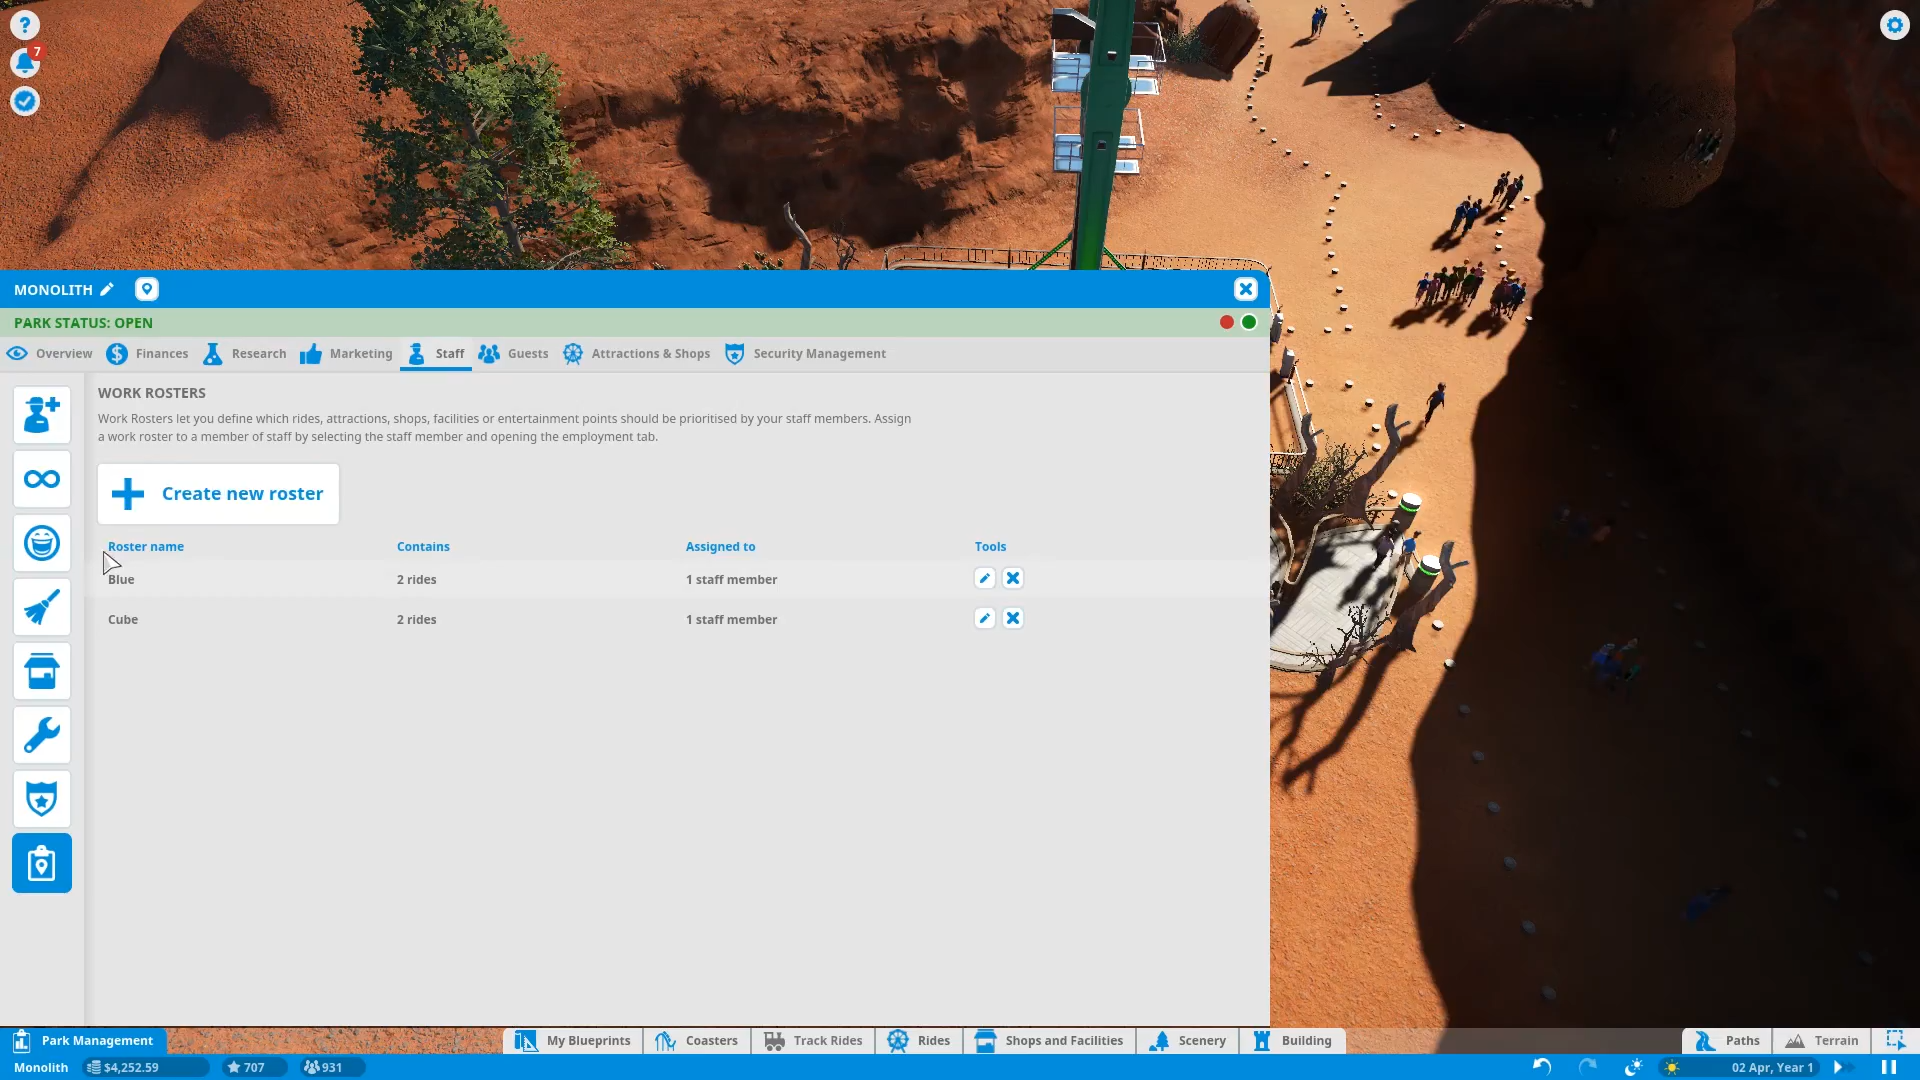 ?
7
MONOLITH
PARK STATUS: OPEN
Overview
Finances
Research
Marketing
Staff
Guests
Attractions & Shops
Security Management
WORK ROSTERS
Work Rosters let you define which rides, attractions, shops, facilities or entertainment points should be prioritised by your staff members. Assign
a work roster to a member of staff by selecting the staff member and opening the employment tab.
Create new roster
Roster name Contains Assigned to Tools
Blue 2 rides 1 staff member
Cube 2 rides 1 staff member
Park Management
My Blueprints
Coasters
Track Rides
Rides
Shops and Facilities
Scenery
Building
Paths
Terrain
Monolith $4,252.59 707 931 02 Apr, Year 1